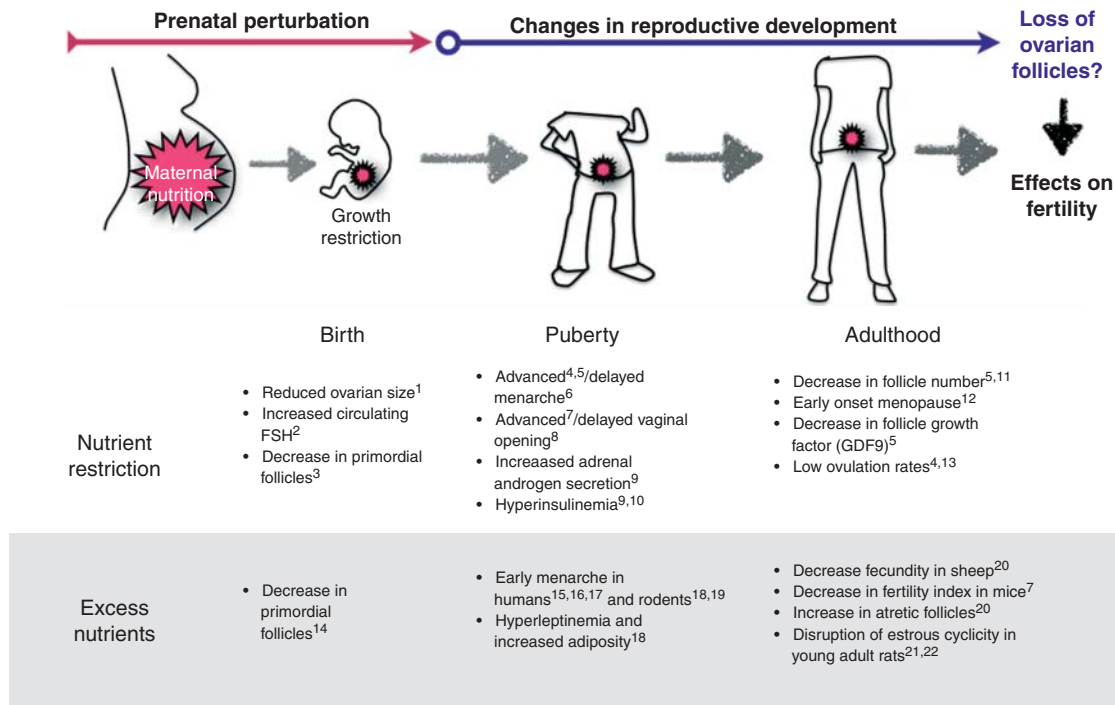 Prenatal perturbation
Changes in reproductive development
Loss of
ovarian
follicles?
Maternal
nutrition
Growth
restriction
Effects on
fertility
Birth
Puberty
Adulthood
Nutrient
restriction
• Reduced ovarian size1
• Increased circulating
FSH2
• Decrease in primordial
follicles3
• Advanced4,5/delayed
menarche6
• Advanced7/delayed vaginal
opening8
• Increaased adrenal
androgen secretion9
• Hyperinsulinemia9,10
• Decrease in follicle number5,11
• Early onset menopause12
• Decrease in follicle growth
factor (GDF9)5
• Low ovulation rates4,13
Excess
nutrients
• Decrease in
primordial
follicles14
• Early menarche in
humans15,16,17 and rodents18,19
• Hyperleptinemia and
increased adiposity18
• Decrease fecundity in sheep20
• Decrease in fertility index in mice7
• Increase in atretic follicles20
• Disruption of estrous cyclicity in
young adult rats21,22